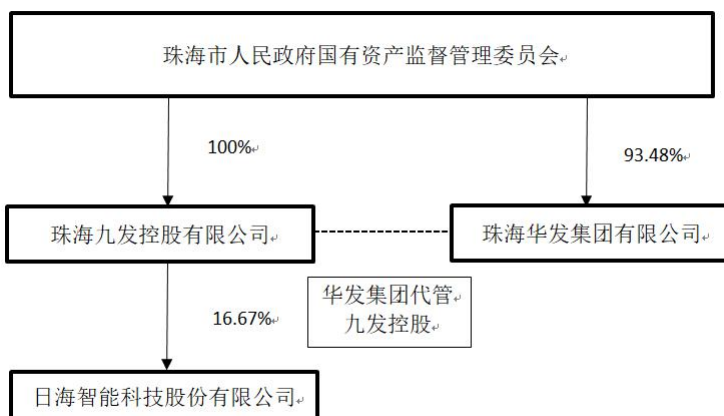 珠海市人民政府国有资产监督管理委员会
100%
93.48%
珠海九发控股有限公司
珠海华发集团有限公司
华发集团代管
九发控股
16.67%
日海智能科技股份有限公司